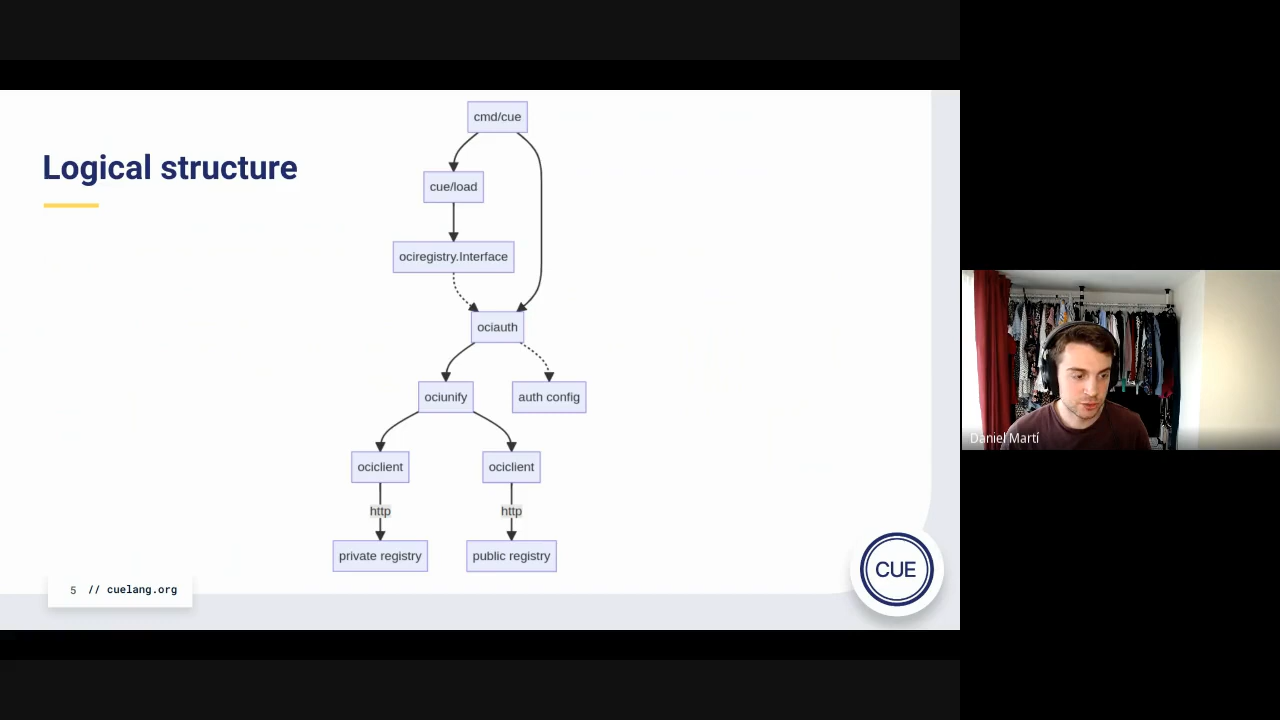 Logical structure
cmd/cue
cue/load
ociregistry.Interface
ociauth
ociunify
auth config
ociclient
ociclient
http
http
private registry
public registry
5 // cuelang.org
CUE
Daniel Martí